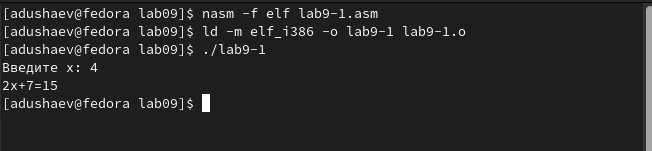 [adushaev@fedora lab09]$ nasm -f elf lab9-1.asm
[adushaev@fedora lab09]$ ld -m elf_i386 -o lab9-1 lab9-1.o
[adushaev@fedora lab09]$ ./lab9-1
Введите x: 4
2x+7=15
[adushaev@fedora lab09]$